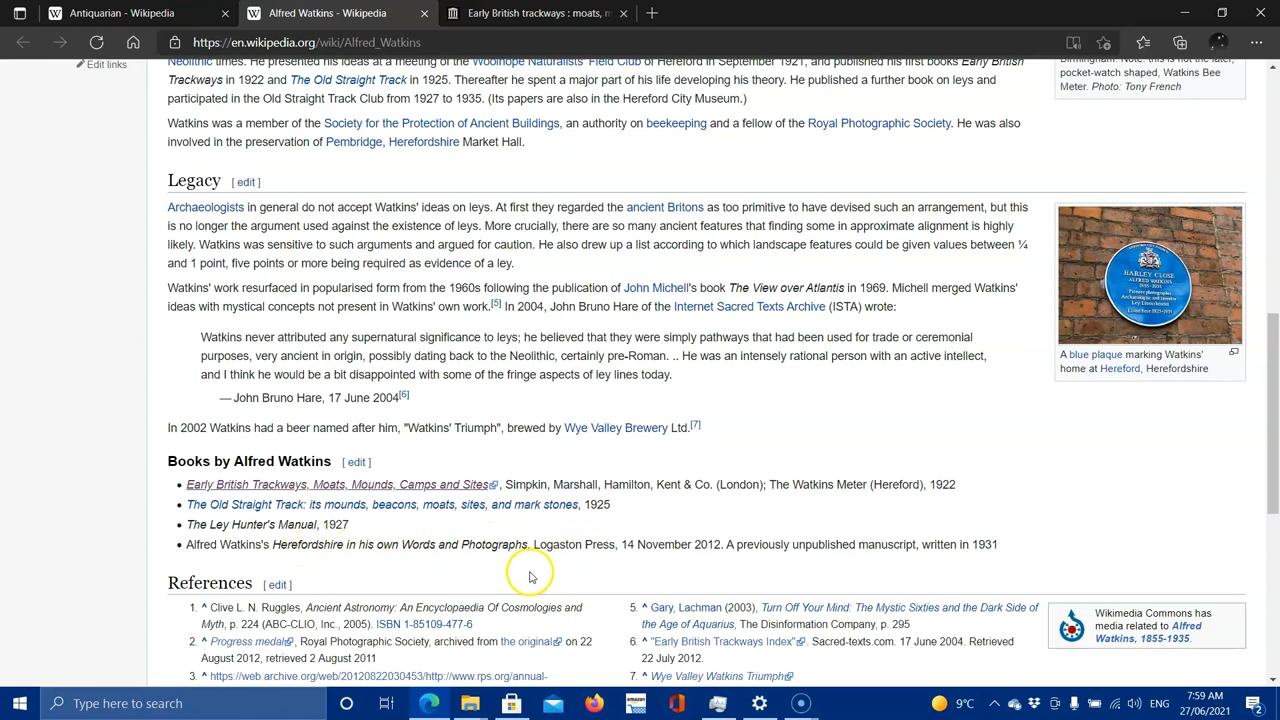 Antiquarian - Wikipedia
Alfred Watkins - Wikipedia
Early British trackways : moats, m
https://en.wikipedia.org/wiki/Alfred_Watkins
Edit links
Neolithic times. He presented his ideas at a meeting of the Woolhope Naturalists' Field Club of Hereford in September 1921, and published his first books Early British
Trackways in 1922 and The Old Straight Track in 1925. Thereafter he spent a major part of his life developing his theory. He published a further book on leys and
participated in the Old Straight Track Club from 1927 to 1935. (Its papers are also in the Hereford City Museum.)
Watkins was a member of the Society for the Protection of Ancient Buildings, an authority on beekeeping and a fellow of the Royal Photographic Society. He was also
involved in the preservation of Pembridge, Herefordshire Market Hall.
Birmingham. Note: this is not the later,
pocket-watch shaped, Watkins Bee
Meter. Photo: Tony French
Legacy [ edit ]
Archaeologists in general do not accept Watkins' ideas on leys. At first they regarded the ancient Britons as too primitive to have devised such an arrangement, but this
is no longer the argument used against the existence of leys. More crucially, there are so many ancient features that finding some in approximate alignment is highly
likely. Watkins was sensitive to such arguments and argued for caution. He also drew up a list according to which landscape features could be given values between ¼
and 1 point, five points or more being required as evidence of a ley.
Watkins' work resurfaced in popularised form from the 1960s following the publication of John Michell's book The View over Atlantis in 1969. Michell merged Watkins'
ideas with mystical concepts not present in Watkins' own work.[5] In 2004, John Bruno Hare of the Internet Sacred Texts Archive (ISTA) wrote:
Watkins never attributed any supernatural significance to leys; he believed that they were simply pathways that had been used for trade or ceremonial
purposes, very ancient in origin, possibly dating back to the Neolithic, certainly pre-Roman. .. He was an intensely rational person with an active intellect,
and I think he would be a bit disappointed with some of the fringe aspects of ley lines today.
— John Bruno Hare, 17 June 2004[6]
In 2002 Watkins had a beer named after him, "Watkins' Triumph", brewed by Wye Valley Brewery Ltd.[7]
HARLEY CLOSE
ALFRED WATKINS
1855-1935
A blue plaque marking Watkins'
home at Hereford, Herefordshire
Books by Alfred Watkins [ edit ]
• Early British Trackways, Moats, Mounds, Camps and Sites, Simpkin, Marshall, Hamilton, Kent & Co. (London); The Watkins Meter (Hereford), 1922
• The Old Straight Track: its mounds, beacons, moats, sites, and mark stones, 1925
• The Ley Hunter's Manual, 1927
• Alfred Watkins's Herefordshire in his own Words and Photographs. Logaston Press, 14 November 2012. A previously unpublished manuscript, written in 1931
References [ edit ]
1. ^ Clive L. N. Ruggles, Ancient Astronomy: An Encyclopaedia Of Cosmologies and
Myth, p. 224 (ABC-CLIO, Inc., 2005). ISBN 1-85109-477-6
2. ^ Progress medal, Royal Photographic Society, archived from the original on 22
August 2012, retrieved 2 August 2011
3. ^ https://web.archive.org/web/20120822030453/http://www.rps.org/annual-
5. ^ Gary, Lachman (2003), Turn Off Your Mind: The Mystic Sixties and the Dark Side of
the Age of Aquarius, The Disinformation Company, p. 295
6. ^ "Early British Trackways Index". Sacred-texts.com. 17 June 2004. Retrieved
22 July 2012.
7. ^ Wye Valley Watkins Triumph
Wikimedia Commons has
media related to Alfred
Watkins, 1855-1935.
Type here to search
amazon
9°C
ENG
7:59 AM
27/06/2021
2